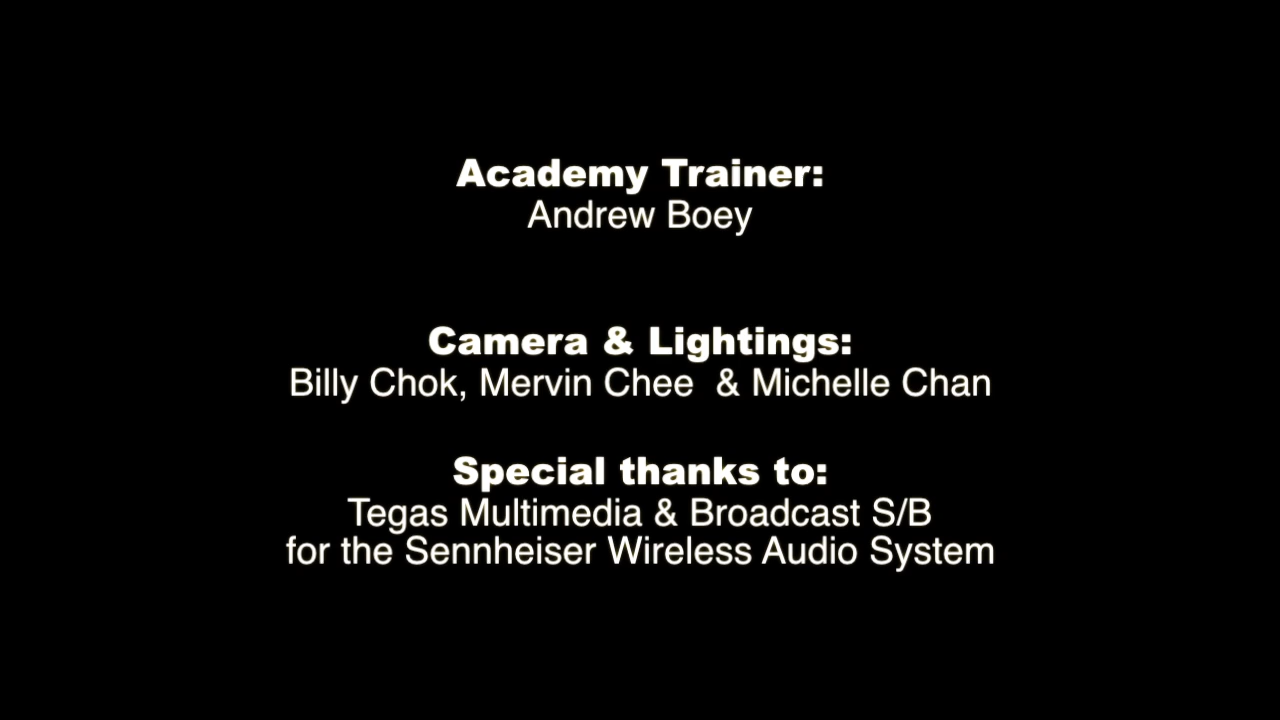 Academy Trainer:
Andrew Boey
Camera & Lightings:
Billy Chok, Mervin Chee & Michelle Chan
Special thanks to:
Tegas Multimedia & Broadcast S/B
for the Sennheiser Wireless Audio System